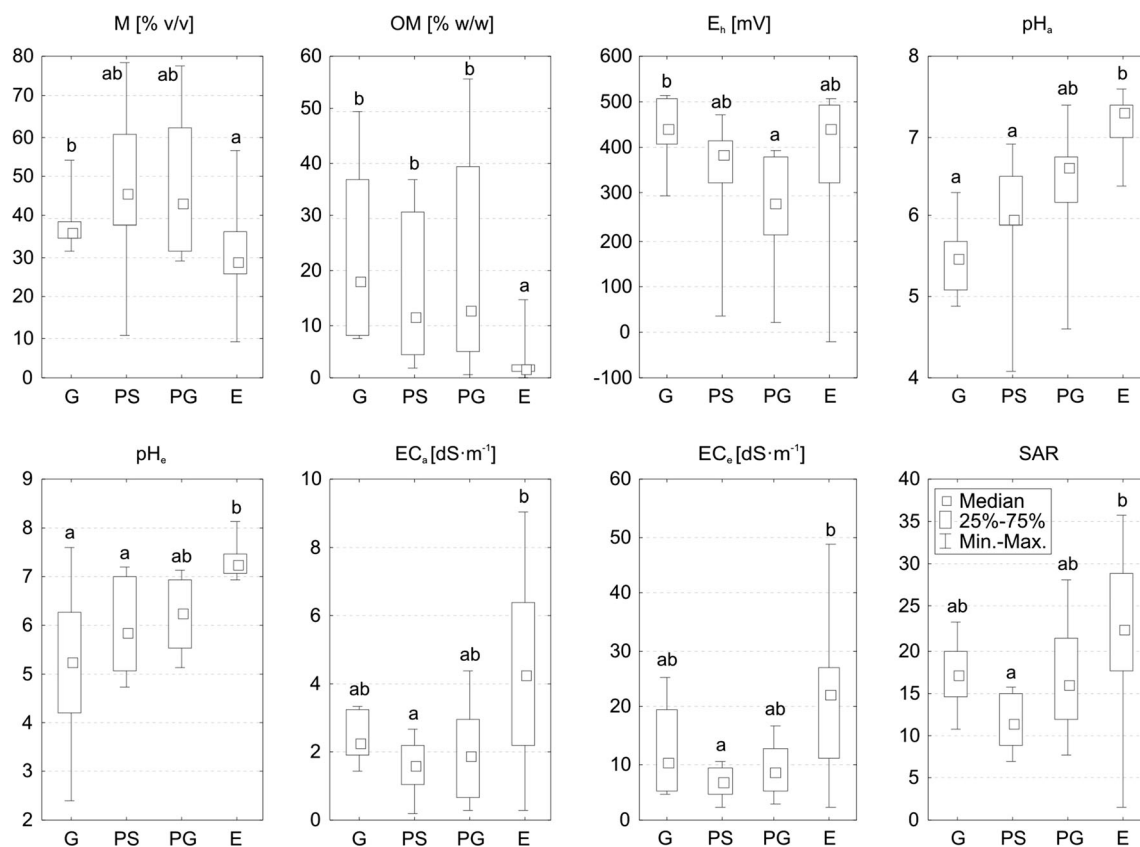 M [% v/v]
80
70
60
50
40
30
20
10
0
b
ab
ab
a
G PS PG E
OM [% w/w]
60
50
40
30
20
10
0
b
b
b
a
G PS PG E
Eₕ [mV]
600
500
400
300
200
100
0
-100
b
ab
a
ab
G PS PG E
pHₐ
8
7
6
5
4
a
a
ab
b
G PS PG E
pHₑ
9
8
7
6
5
4
3
2
a
a
ab
b
G PS PG E
ECₐ [dS·m⁻¹]
10
8
6
4
2
0
ab
a
ab
b
G PS PG E
ECₑ [dS·m⁻¹]
60
50
40
30
20
10
0
ab
a
ab
b
G PS PG E
SAR
40
35
30
25
20
15
10
5
0
Median
25%-75%
Min.-Max.
ab
a
ab
b
G PS PG E